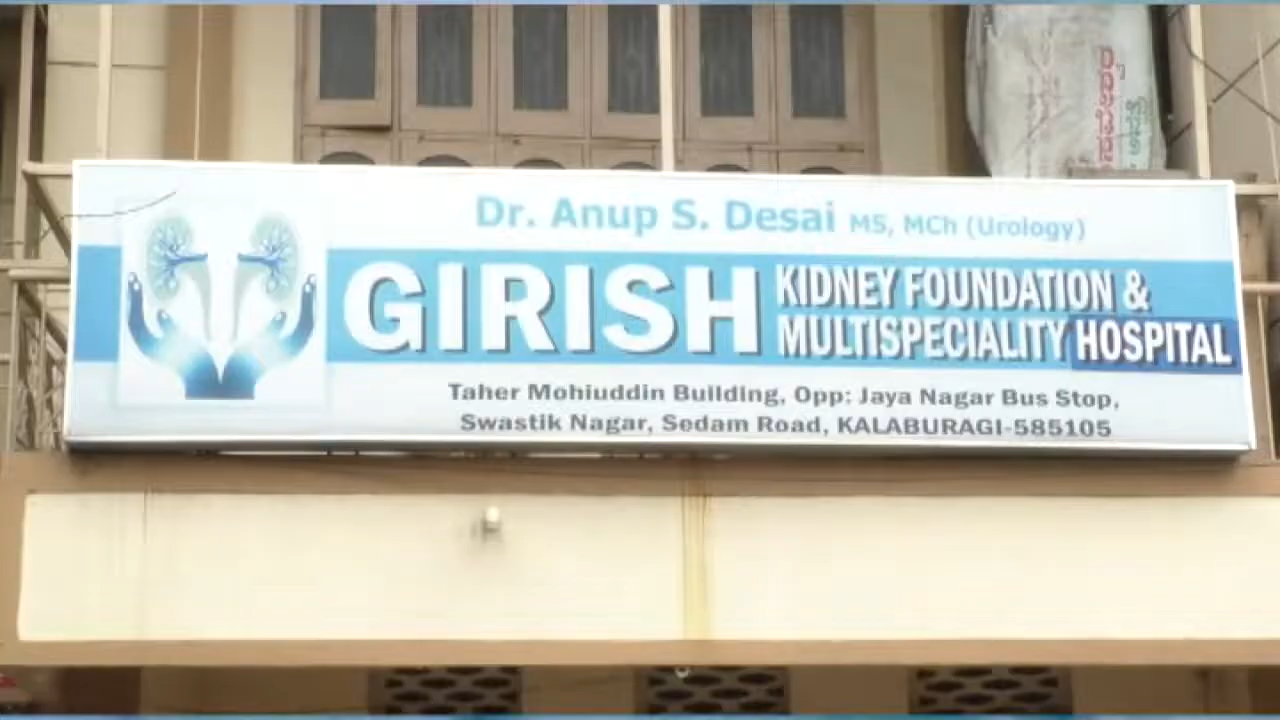 Dr. Anup S. Desai MS, MCh (Urology)
GIRISH KIDNEY FOUNDATION &
MULTISPECIALITY HOSPITAL
Taher Mohiuddin Building, Opp: Jaya Nagar Bus Stop,
Swastik Nagar, Sedam Road, KALABURAGI-585105